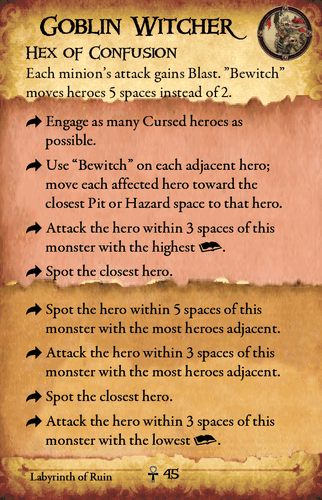 Goblin Witcher
Hex of Confusion
Each minion's attack gains Blast. "Bewitch"
moves heroes 5 spaces instead of 2.
Engage as many Cursed heroes as
possible.
Use “Bewitch” on each adjacent hero;
move each affected hero toward the
closest Pit or Hazard space to that hero.
Attack the hero within 3 spaces of this
monster with the highest .
Spot the closest hero.
Spot the hero within 5 spaces of this
monster with the most heroes adjacent.
Attack the hero within 3 spaces of this
monster with the most heroes adjacent.
Spot the closest hero.
Attack the hero within 3 spaces of this
monster with the lowest .
Labyrinth of Ruin
45